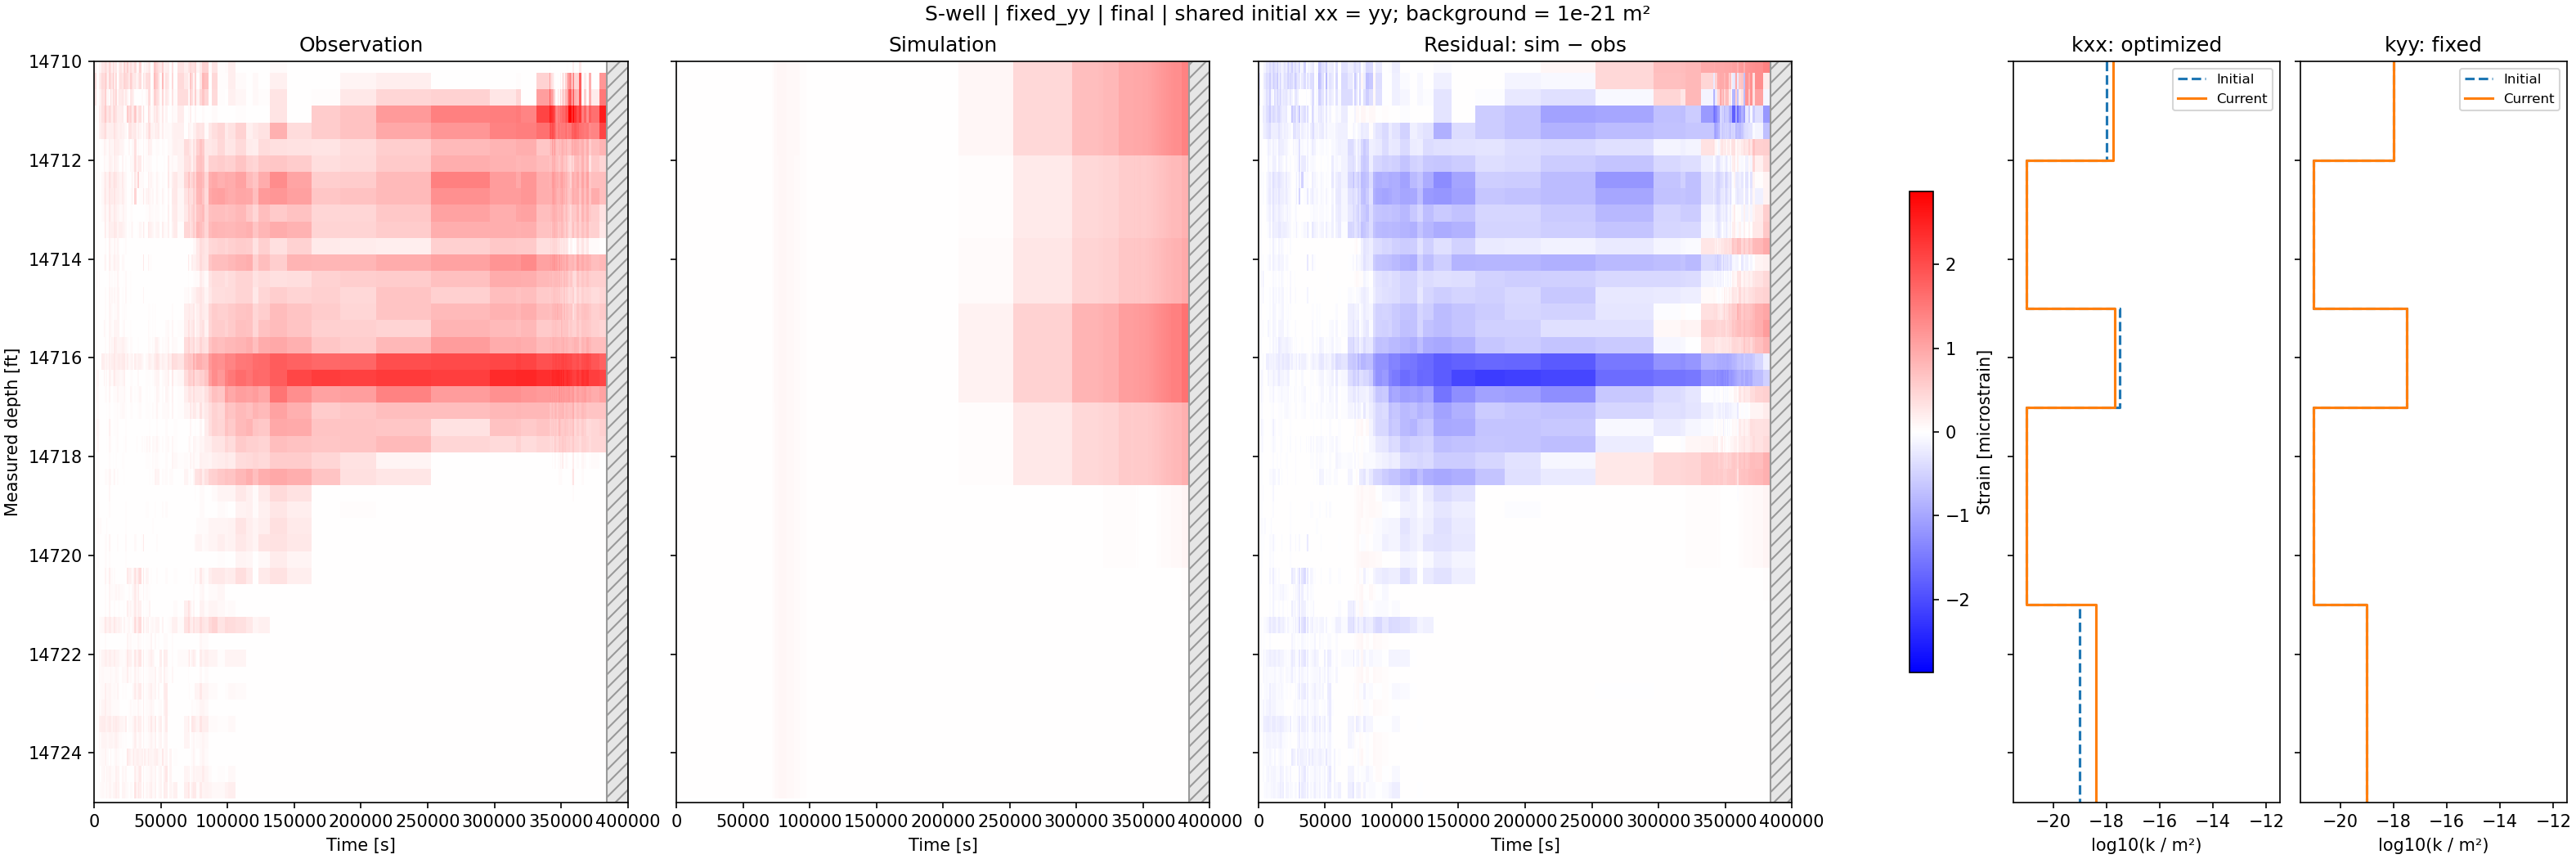 S-well | fixed_yy | final | shared initial xx = yy; background = 1e-21 m²
Observation
Simulation
Residual: sim − obs
kxx: optimized
kyy: fixed
Measured depth [ft]
14710
14712
14714
14716
14718
14720
14722
14724
0 50000 100000 150000 200000 250000 300000 350000 400000
Time [s]
0 50000 100000 150000 200000 250000 300000 350000 400000
Time [s]
0 50000 100000 150000 200000 250000 300000 350000 400000
Time [s]
2
1
0
−1
−2
Strain [microstrain]
Initial
Current
−20 −18 −16 −14 −12
log10(k / m²)
Initial
Current
−20 −18 −16 −14 −12
log10(k / m²)